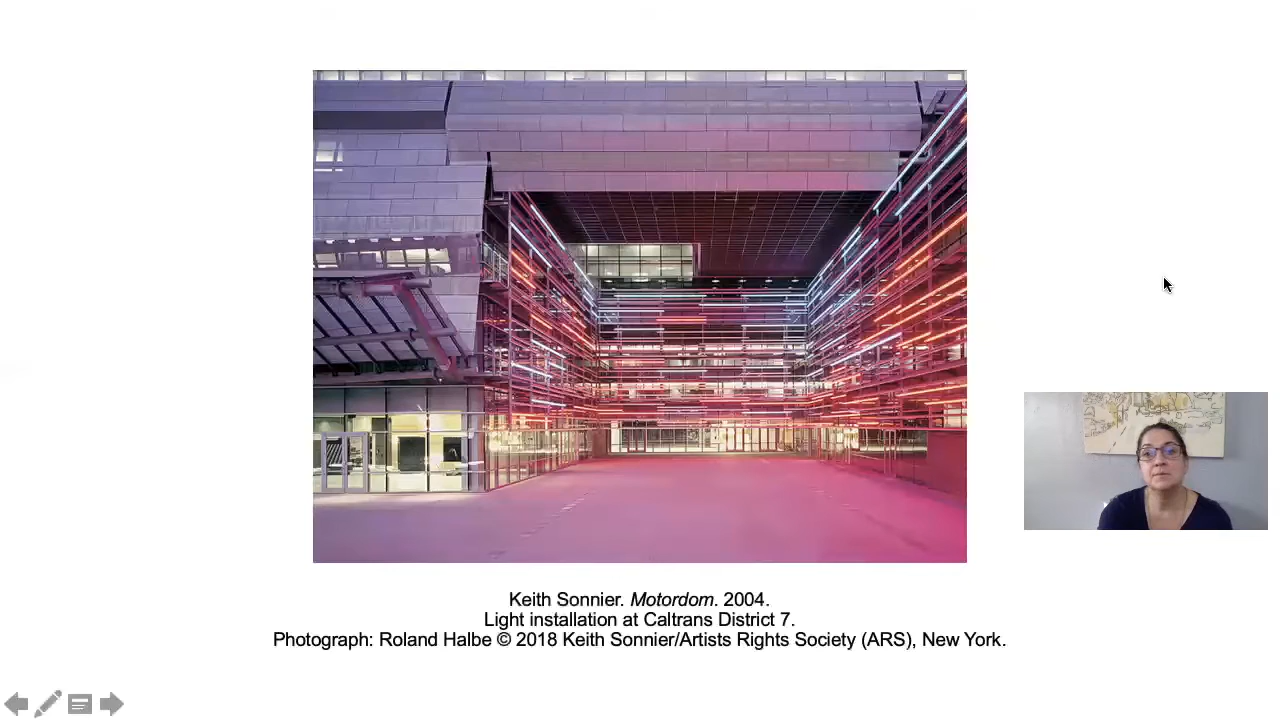 Keith Sonnier. Motordom. 2004.
Light installation at Caltrans District 7.
Photograph: Roland Halbe © 2018 Keith Sonnier/Artists Rights Society (ARS), New York.